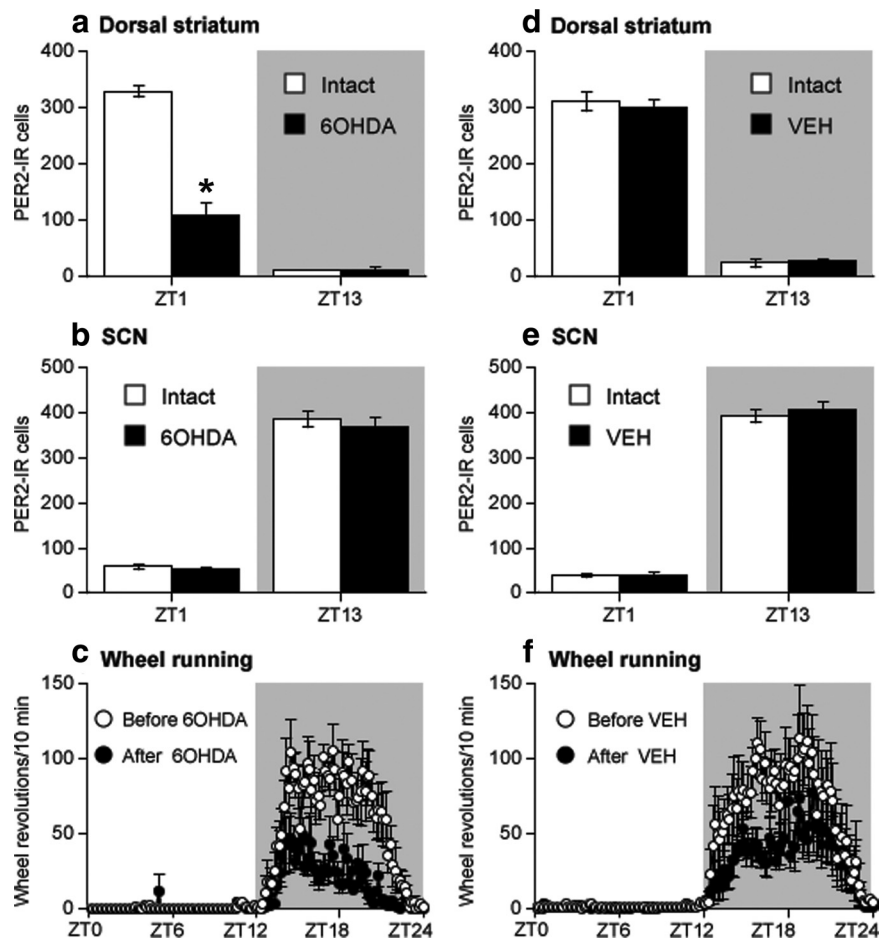 a Dorsal striatum
400
300
200
100
0
PER2-IR cells
Intact
6OHDA
*
ZT1
ZT13
b SCN
500
400
300
200
100
0
PER2-IR cells
Intact
6OHDA
ZT1
ZT13
c Wheel running
150
100
50
0
Wheel revolutions/10 min
Before 6OHDA
After 6OHDA
ZT0
ZT6
ZT12
ZT18
ZT24
d Dorsal striatum
400
300
200
100
0
PER2-IR cells
Intact
VEH
ZT1
ZT13
e SCN
500
400
300
200
100
0
PER2-IR cells
Intact
VEH
ZT1
ZT13
f Wheel running
150
100
50
0
Wheel revolutions/10 min
Before VEH
After VEH
ZT0
ZT6
ZT12
ZT18
ZT24